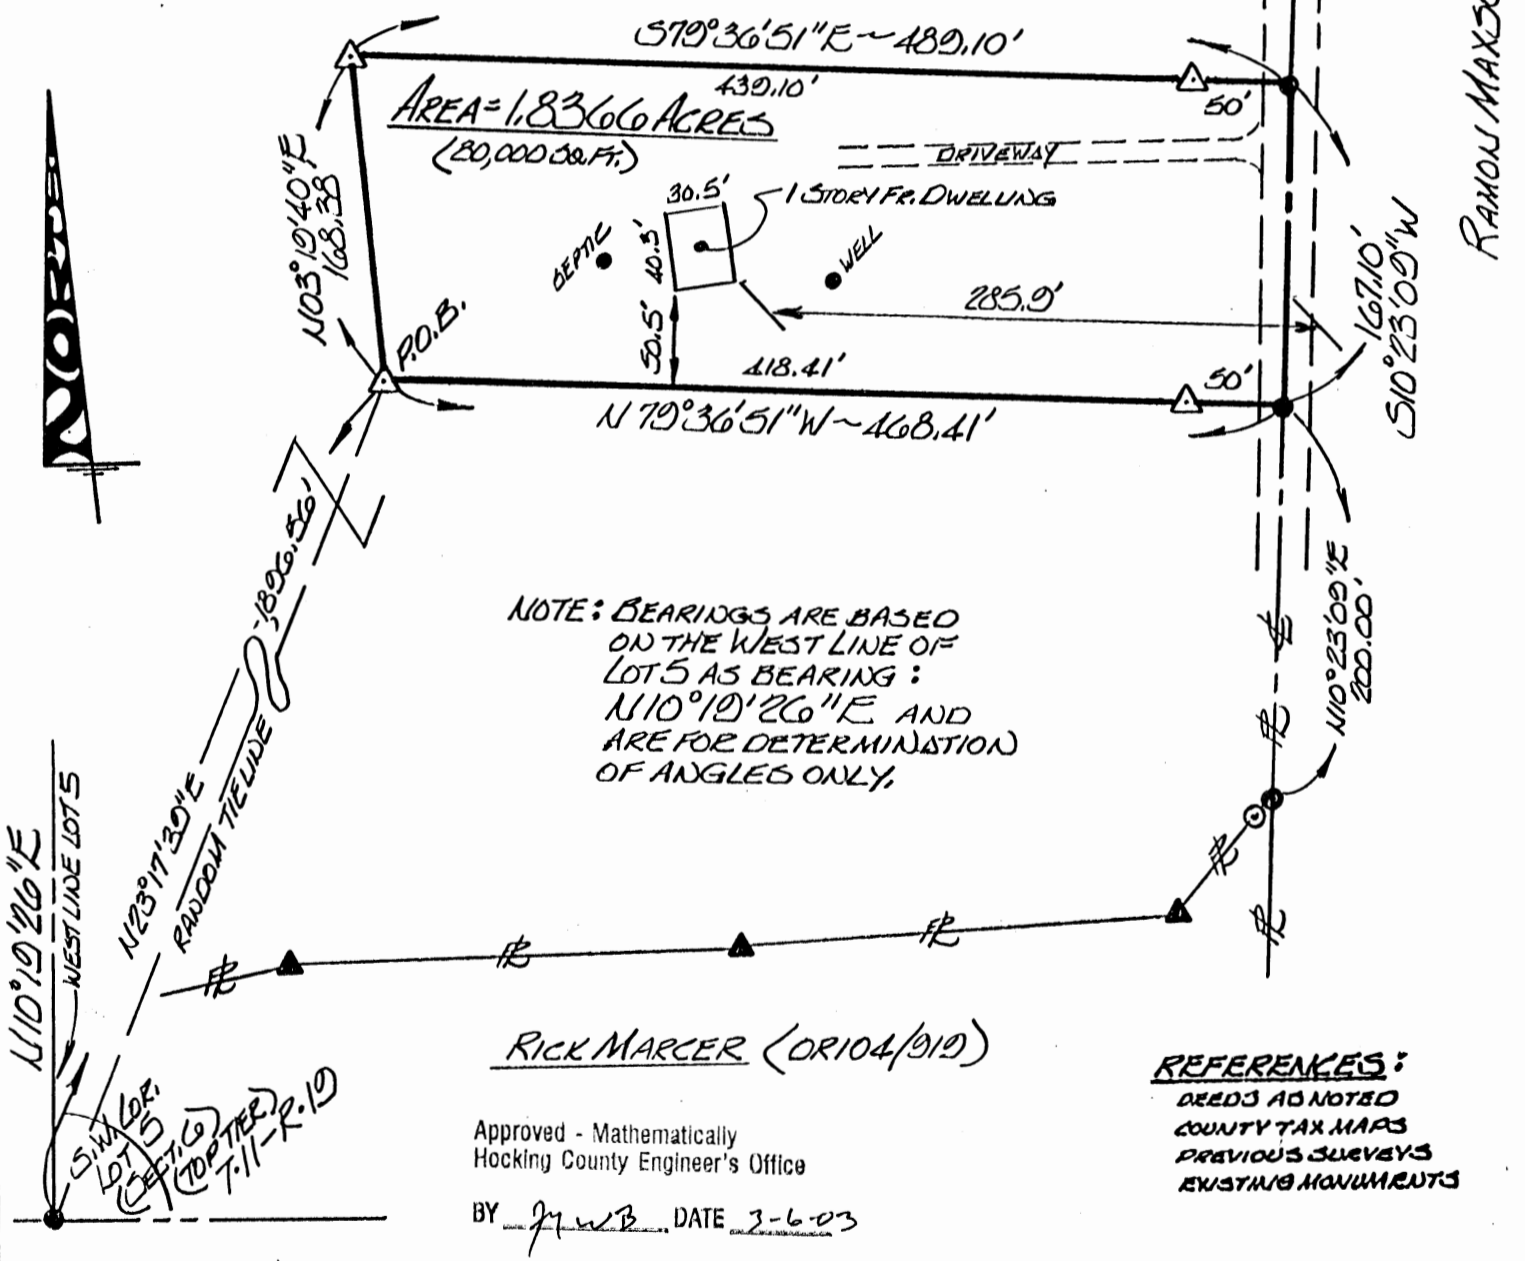 S79°36'51"E~489.10'
439.10'
50'
AREA=1.8366 ACRES
(80,000 SQ.FT.)
DRIVEWAY
RAMON
30.5'
1 STORY FR. DWELLING
N03°19'40"E
168.38'
SEPTIC
40.5'
WELL
285.9'
167.10'
S10°23'09"W
P.O.B.
50.5'
418.41'
50'
N79°36'51"W~468.41'
NORTH
1,896.56'
N23°17'39"E
RANDOM TIE LINE
NOTE: BEARINGS ARE BASED
ON THE WEST LINE OF
LOT 5 AS BEARING:
N10°19'26"E AND
ARE FOR DETERMINATION
OF ANGLES ONLY.
N10°23'09"E
200.00'
N10°19'26"E
WEST LINE LOT 5
S.W. COR.
LOT 5
(SECT. 6)
(TOP TIER)
T-11-R-19
RICK MARCER (OR104/919)
Approved - Mathematically
Hocking County Engineer's Office
BY DATE 3-6-03
REFERENCES:
DEEDS AS NOTED
COUNTY TAX MAPS
PREVIOUS SURVEYS
EXISTING MONUMENTS